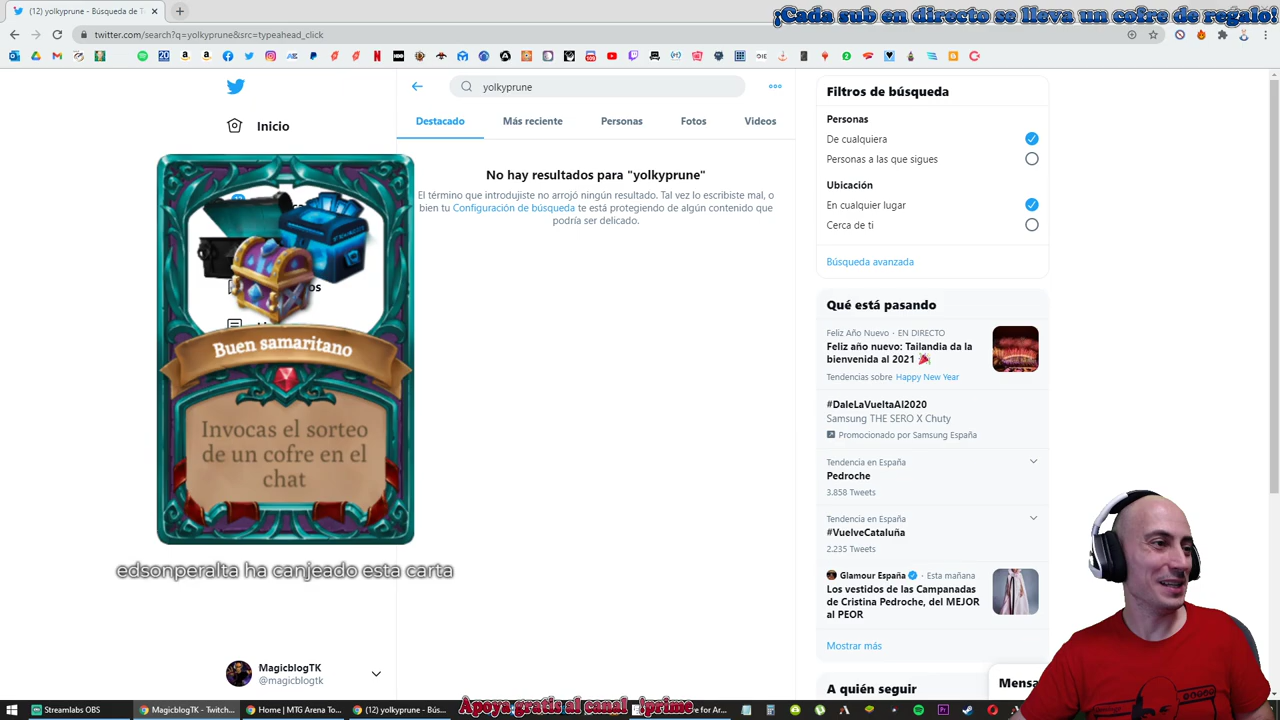 (12) yolkyprune - Búsqueda de T
¡Cada sub en directo se lleva un cofre de regalo!
twitter.com/search?q=yolkyprune&src=typeahead_click
yolkyprune
Inicio
Destacado
Más reciente
Personas
Fotos
Videos
No hay resultados para "yolkyprune"
El término que introdujiste no arrojó ningún resultado. Tal vez lo escribiste mal, o
bien tu Configuración de búsqueda te está protegiendo de algún contenido que
podría ser delicado.
Buen samaritano
Invocas el sorteo
de un cofre en el
chat
edsonperalta ha canjeado esta carta
MagicblogTK
@magicblogtk
Filtros de búsqueda
Personas
De cualquiera
Personas a las que sigues
Ubicación
En cualquier lugar
Cerca de ti
Búsqueda avanzada
Qué está pasando
Feliz Año Nuevo · EN DIRECTO
Feliz año nuevo: Tailandia da la
bienvenida al 2021
Tendencias sobre Happy New Year
#DaleLaVueltaAl2020
Samsung THE SERO X Chuty
Promocionado por Samsung España
Tendencia en España
Pedroche
3.858 Tweets
Tendencia en España
#VuelveCataluña
2.235 Tweets
Glamour España · Esta mañana
Los vestidos de las Campanadas
de Cristina Pedroche, del MEJOR
al PEOR
Mostrar más
A quién seguir
Mensa
Streamlabs OBS
MagicblogTK - Twitch...
Home | MTG Arena To
(12) yolkyprune - Bús
Apoya gratis al canal !prime